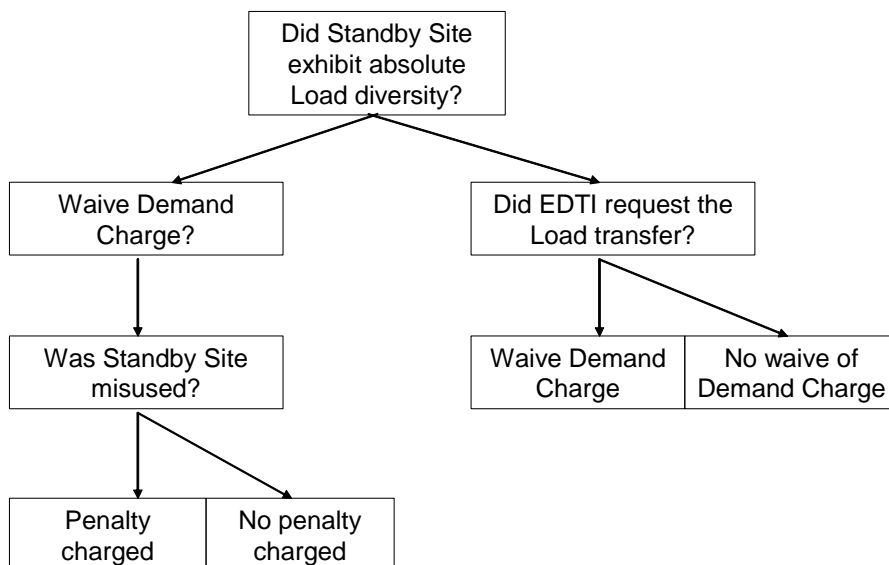 Did Standby Site
exhibit absolute
Load diversity?
Waive Demand
Charge?
Did EDTI request the
Load transfer?
Was Standby Site
misused?
Waive Demand
Charge
No waive of
Demand Charge
Penalty
charged
No penalty
charged